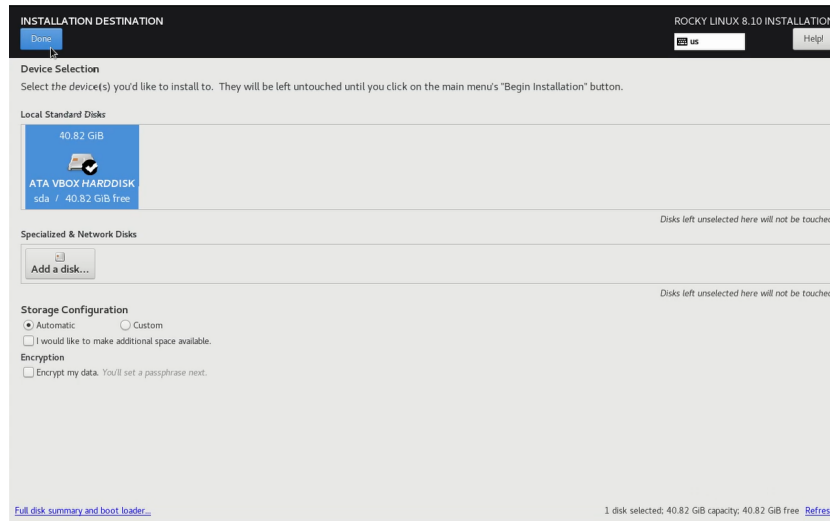 INSTALLATION DESTINATION
ROCKY LINUX 8.10 INSTALLATION
Done
us
Help!
Device Selection
Select the device(s) you'd like to install to. They will be left untouched until you click on the main menu's "Begin Installation" button.
Local Standard Disks
40.82 GiB
ATA VBOX HARDDISK
sda / 40.82 GiB free
Disks left unselected here will not be touched
Specialized & Network Disks
Add a disk...
Disks left unselected here will not be touched
Storage Configuration
Automatic Custom
I would like to make additional space available.
Encryption
Encrypt my data. You'll set a passphrase next.
Full disk summary and boot loader...
1 disk selected; 40.82 GiB capacity; 40.82 GiB free Refres